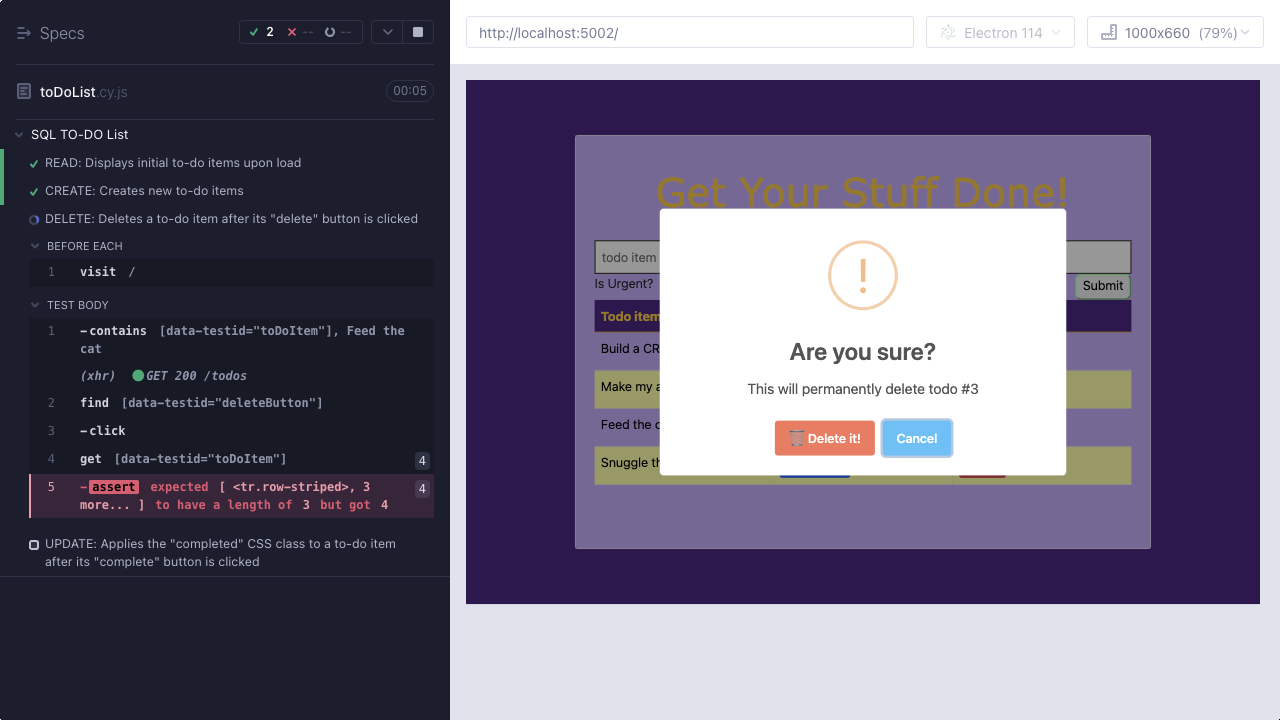 Specs
2 -- --
toDoList.cy.js 00:05
SQL TO-DO List
READ: Displays initial to-do items upon load
CREATE: Creates new to-do items
DELETE: Deletes a to-do item after its "delete" button is clicked
BEFORE EACH
1 visit /
TEST BODY
1 -contains [data-testid="toDoItem"], Feed the
cat
(xhr) GET 200 /todos
2 find [data-testid="deleteButton"]
3 -click
4 get [data-testid="toDoItem"] 4
5 -assert expected [ <tr.row-striped>, 3 4
more... ] to have a length of 3 but got 4
UPDATE: Applies the "completed" CSS class to a to-do item
after its "complete" button is clicked
http://localhost:5002/ Electron 114 1000x660 (79%)
Get Your Stuff Done!
todo item
Is Urgent? Submit
Todo item
Build a CR
Make my a
Feed the c
Snuggle th
!
Are you sure?
This will permanently delete todo #3
Delete it! Cancel